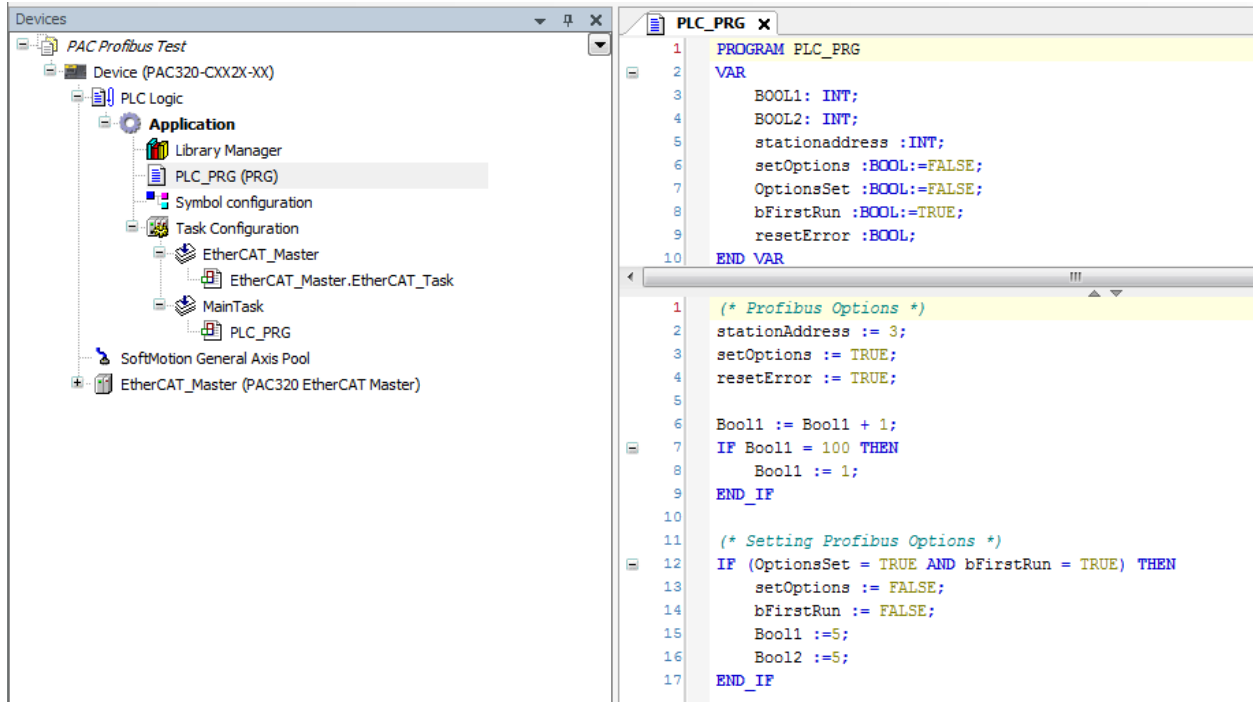 Devices
PAC Profibus Test
Device (PAC320-CXX2X-XX)
PLC Logic
Application
Library Manager
PLC_PRG (PRG)
Symbol configuration
Task Configuration
EtherCAT_Master
EtherCAT_Master.EtherCAT_Task
MainTask
PLC_PRG
SoftMotion General Axis Pool
EtherCAT_Master (PAC320 EtherCAT Master)
PLC_PRG X
1 PROGRAM PLC_PRG
2 VAR
3 BOOL1: INT;
4 BOOL2: INT;
5 stationaddress :INT;
6 setOptions :BOOL:=FALSE;
7 OptionsSet :BOOL:=FALSE;
8 bFirstRun :BOOL:=TRUE;
9 resetError :BOOL;
10 END_VAR
1 (* Profibus Options *)
2 stationAddress := 3;
3 setOptions := TRUE;
4 resetError := TRUE;
5
6 Bool1 := Bool1 + 1;
7 IF Bool1 = 100 THEN
8 Bool1 := 1;
9 END_IF
10
11 (* Setting Profibus Options *)
12 IF (OptionsSet = TRUE AND bFirstRun = TRUE) THEN
13 setOptions := FALSE;
14 bFirstRun := FALSE;
15 Bool1 :=5;
16 Bool2 :=5;
17 END_IF